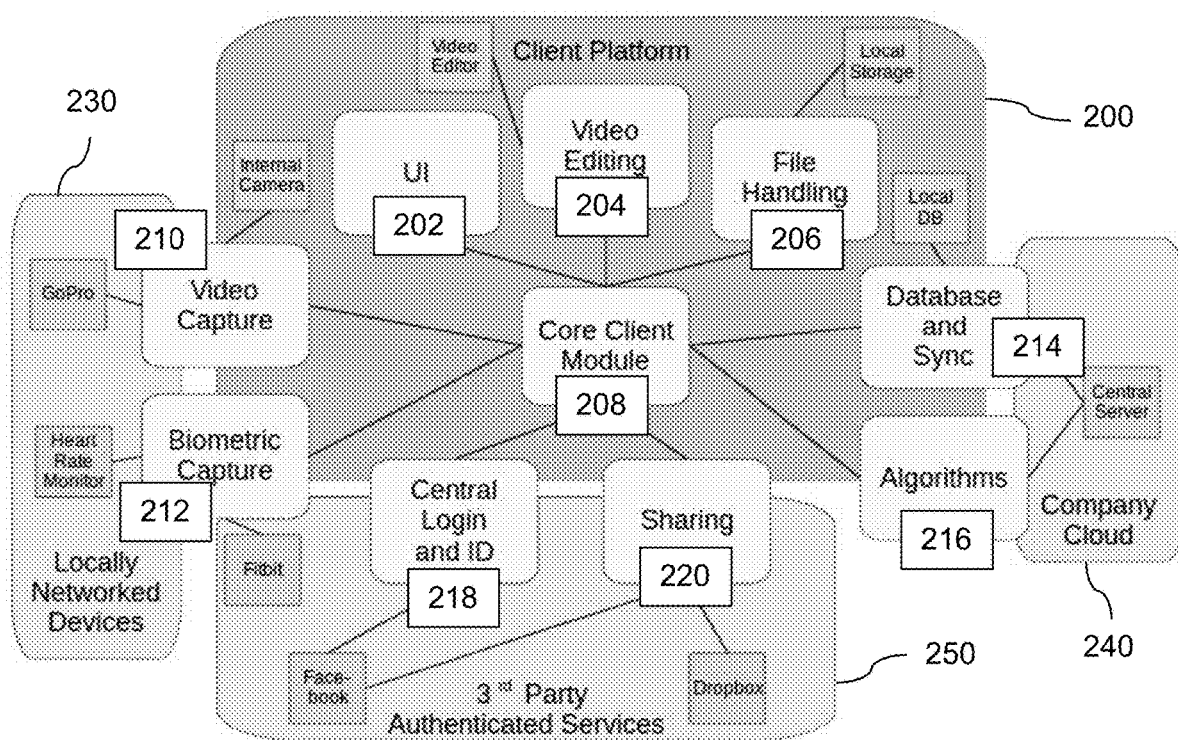 Video
Editor
Client Platform
Local
Storage
230
200
Internal
Camera
UI
202
Video
Editing
204
File
Handling
206
Local
DB
210
GoPro
Video
Capture
Core Client
Module
208
Database
and
Sync
214
Central
Server
Heart
Rate
Monitor
Biometric
Capture
212
Central
Login
and ID
218
Sharing
220
Algorithms
216
Company
Cloud
Locally
Networked
Devices
Fitbit
250
240
Face-
book
3rd Party
Authenticated Services
Dropbox